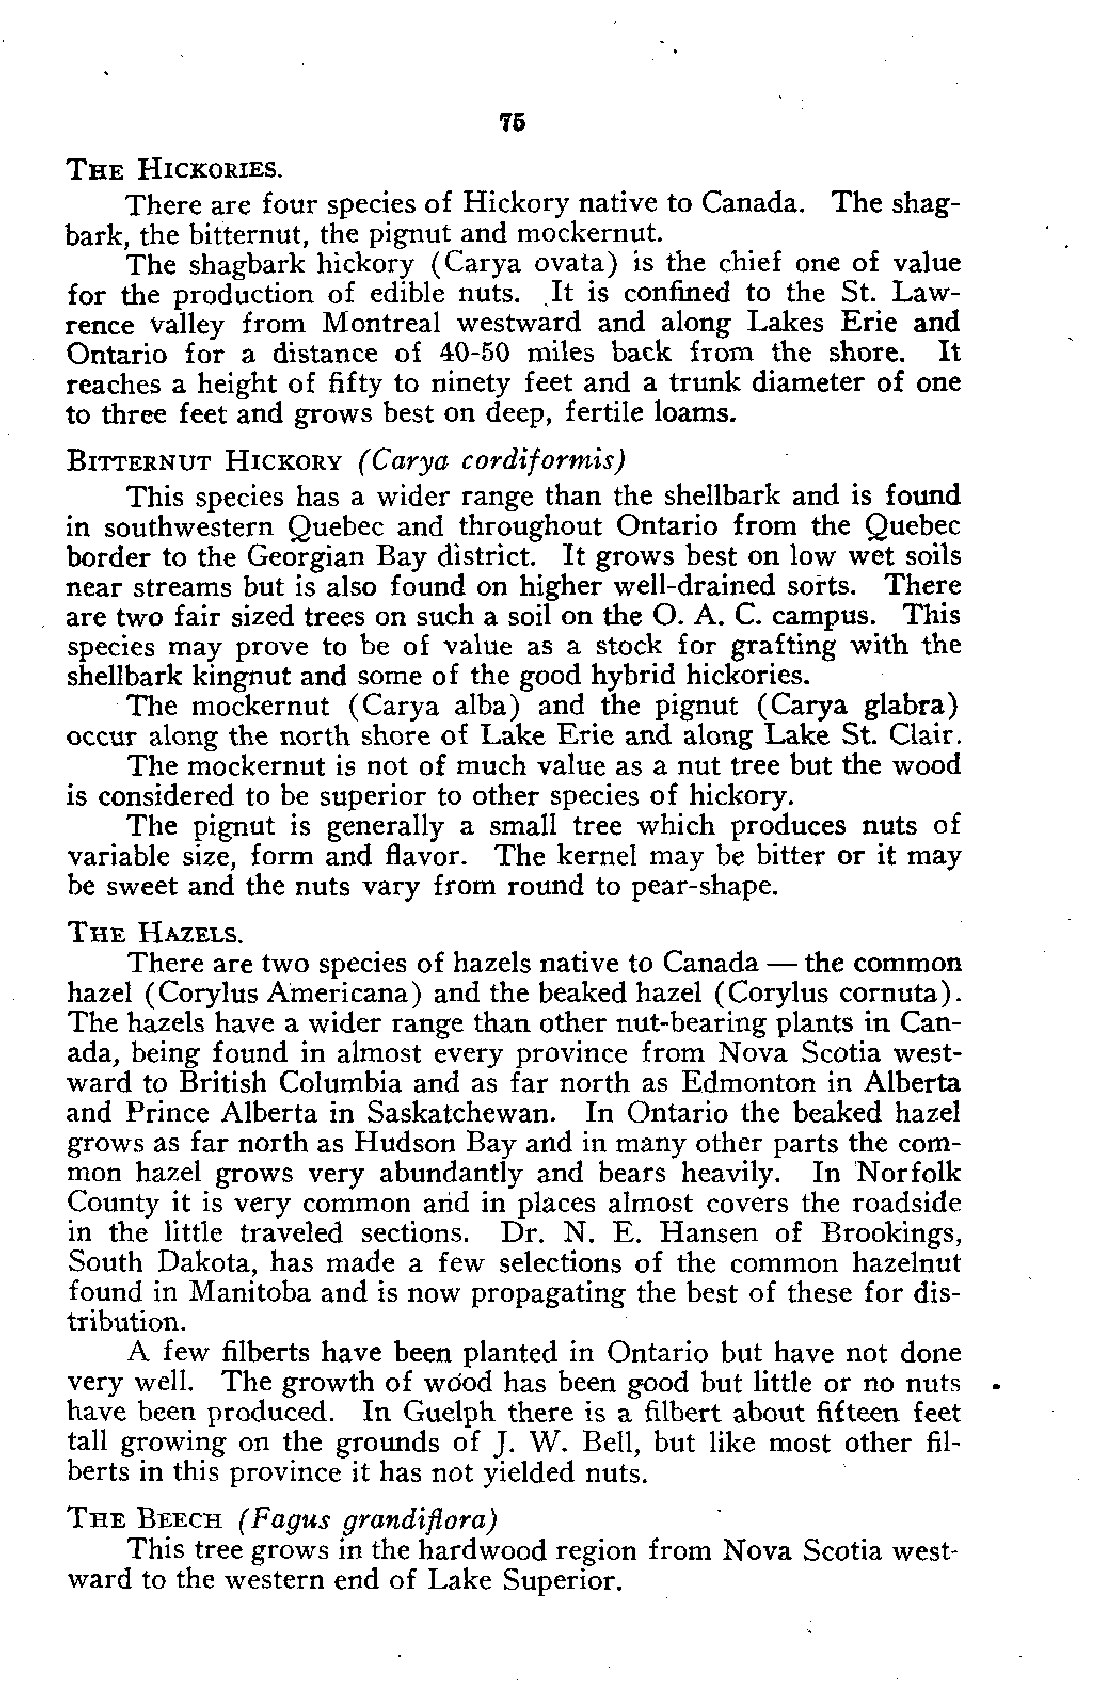 75
THE HICKORIES.
There are four species of Hickory native to Canada. The shag-
bark, the bitternut, the pignut and mockernut.
The shagbark hickory (Carya ovata) is the chief one of value
for the production of edible nuts. It is confined to the St. Law-
rence valley from Montreal westward and along Lakes Erie and
Ontario for a distance of 40-50 miles back from the shore. It
reaches a height of fifty to ninety feet and a trunk diameter of one
to three feet and grows best on deep, fertile loams.
BITTERNUT HICKORY (Carya cordiformis)
This species has a wider range than the shellbark and is found
in southwestern Quebec and throughout Ontario from the Quebec
border to the Georgian Bay district. It grows best on low wet soils
near streams but is also found on higher well-drained sorts. There
are two fair sized trees on such a soil on the O. A. C. campus. This
species may prove to be of value as a stock for grafting with the
shellbark kingnut and some of the good hybrid hickories.
The mockernut (Carya alba) and the pignut (Carya glabra)
occur along the north shore of Lake Erie and along Lake St. Clair.
The mockernut is not of much value as a nut tree but the wood
is considered to be superior to other species of hickory.
The pignut is generally a small tree which produces nuts of
variable size, form and flavor. The kernel may be bitter or it may
be sweet and the nuts vary from round to pear-shape.
THE HAZELS.
There are two species of hazels native to Canada — the common
hazel (Corylus Americana) and the beaked hazel (Corylus cornuta).
The hazels have a wider range than other nut-bearing plants in Can-
ada, being found in almost every province from Nova Scotia west-
ward to British Columbia and as far north as Edmonton in Alberta
and Prince Alberta in Saskatchewan. In Ontario the beaked hazel
grows as far north as Hudson Bay and in many other parts the com-
mon hazel grows very abundantly and bears heavily. In Norfolk
County it is very common and in places almost covers the roadside
in the little traveled sections. Dr. N. E. Hansen of Brookings,
South Dakota, has made a few selections of the common hazelnut
found in Manitoba and is now propagating the best of these for dis-
tribution.
A few filberts have been planted in Ontario but have not done
very well. The growth of wood has been good but little or no nuts
have been produced. In Guelph there is a filbert about fifteen feet
tall growing on the grounds of J. W. Bell, but like most other fil-
berts in this province it has not yielded nuts.
THE BEECH (Fagus grandiflora)
This tree grows in the hardwood region from Nova Scotia west-
ward to the western end of Lake Superior.